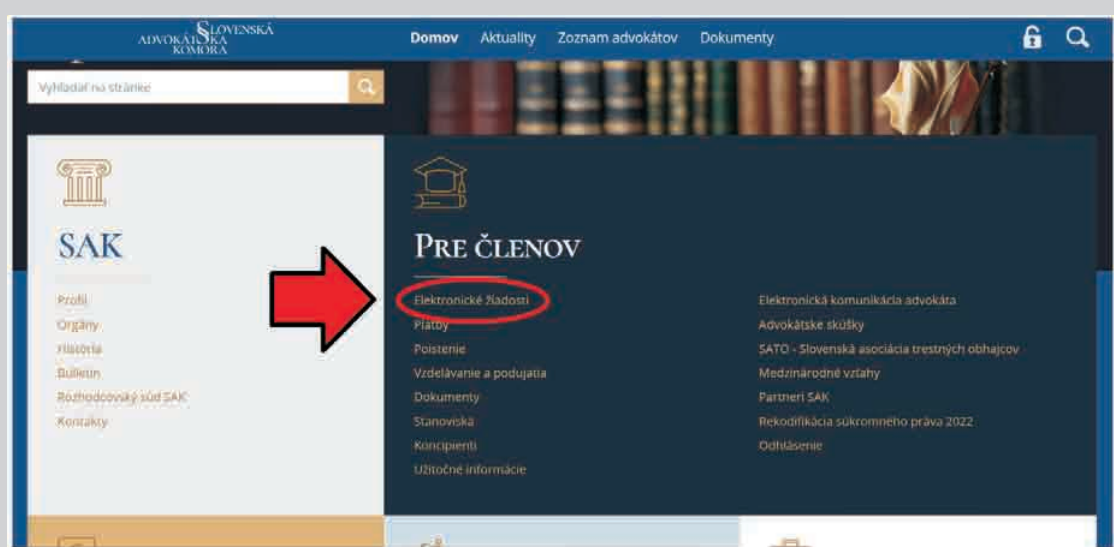 SLOVENSKÁ
ADVOKÁTSKA
KOMORA
Domov Aktuality Zoznam advokátov Dokumenty
Vyhľadať na stránke
SAK
Profil
Orgány
História
Bulletin
Rozhodcovský súd SAK
Kontakty
PRE ČLENOV
Elektronické žiadosti
Platby
Poistenie
Vzdelávanie a podujatia
Dokumenty
Stanoviská
Koncipienti
Užitočné informácie
Elektronická komunikácia advokáta
Advokátske skúšky
SATO - Slovenská asociácia trestných obhajcov
Medzinárodné vzťahy
Partneri SAK
Rekodifikácia súkromného práva 2022
Odhlásenie